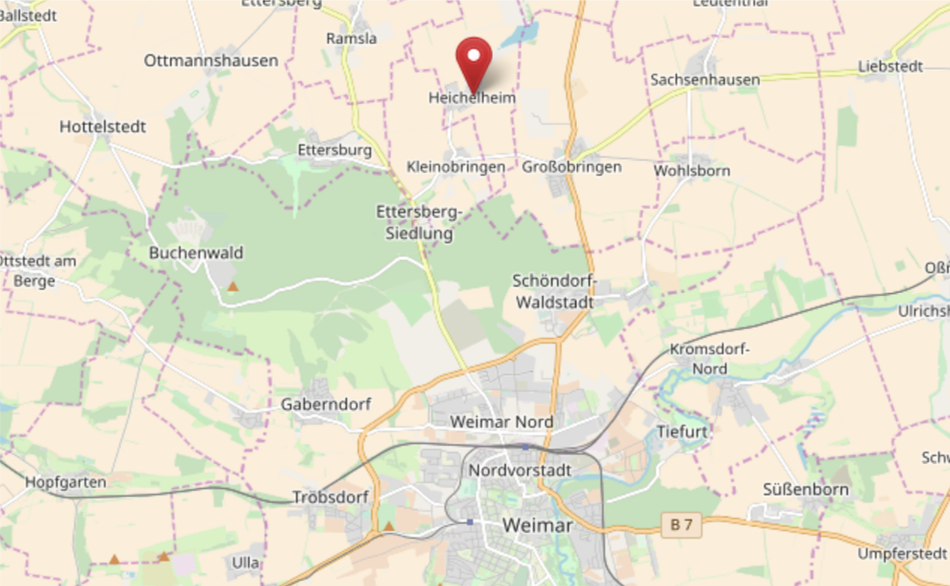 Ettersberg
Leutenthal
Ballstedt
Ramsla
Ottmannshausen
Liebstedt
Sachsenhausen
Heichelheim
Hottelstedt
Ettersburg
Kleinobringen
Großobringen
Wohlsborn
Ettersberg-
Siedlung
Buchenwald
Ottstedt am
Berge
Schöndorf-
Waldstadt
Oßn
Ulrichsh
Kromsdorf-
Nord
Gaberndorf
Weimar Nord
Tiefurt
Schw
Nordvorstadt
Hopfgarten
Tröbsdorf
Süßenborn
Weimar
B 7
Umpferstedt
Ulla